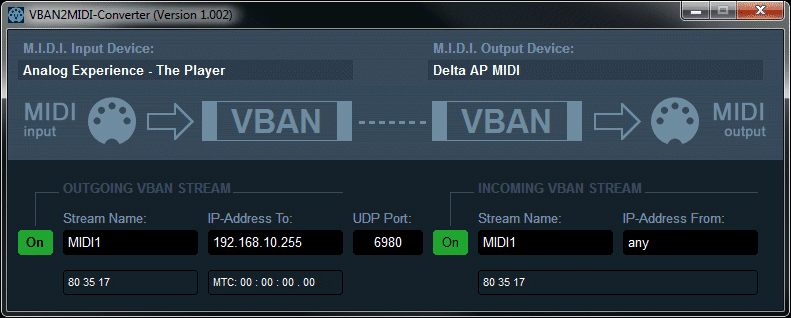 VBAN2MIDI-Converter (Version 1.002)
M.I.D.I. Input Device: M.I.D.I. Output Device:
Analog Experience - The Player Delta AP MIDI
MIDI input VBAN VBAN MIDI output
OUTGOING VBAN STREAM INCOMING VBAN STREAM
Stream Name: IP-Address To: UDP Port: Stream Name: IP-Address From:
On MIDI1 192.168.10.255 6980 On MIDI1 any
80 35 17 MTC: 00 : 00 : 00 . 00 80 35 17